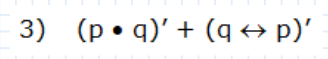 3) (p • q)′ + (q ↔ p)′